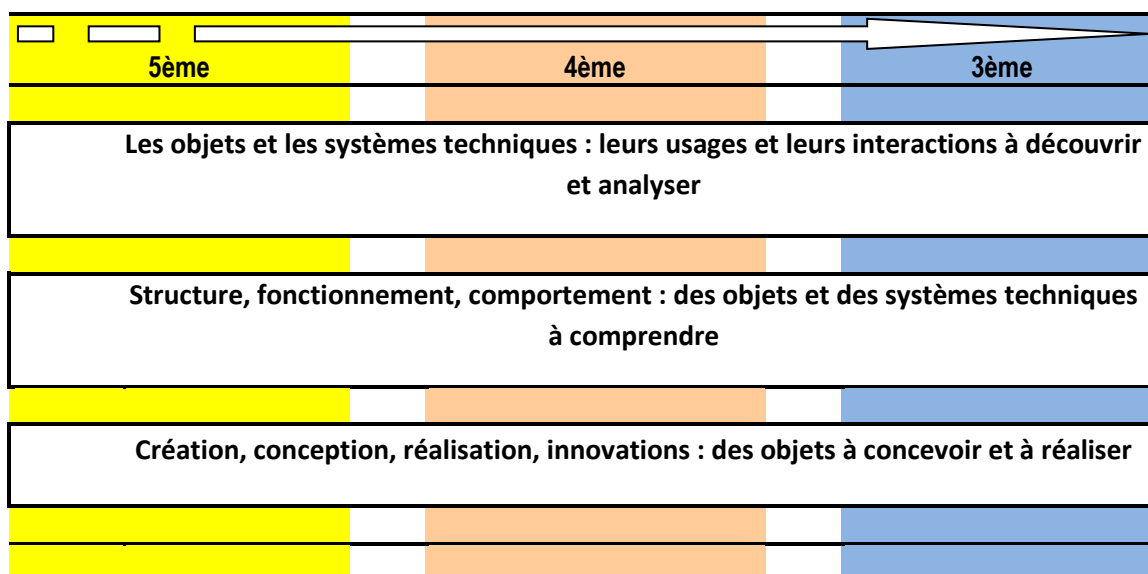 5ème 4ème 3ème
Les objets et les systèmes techniques : leurs usages et leurs interactions à découvrir
et analyser
Structure, fonctionnement, comportement : des objets et des systèmes techniques
à comprendre
Création, conception, réalisation, innovations : des objets à concevoir et à réaliser